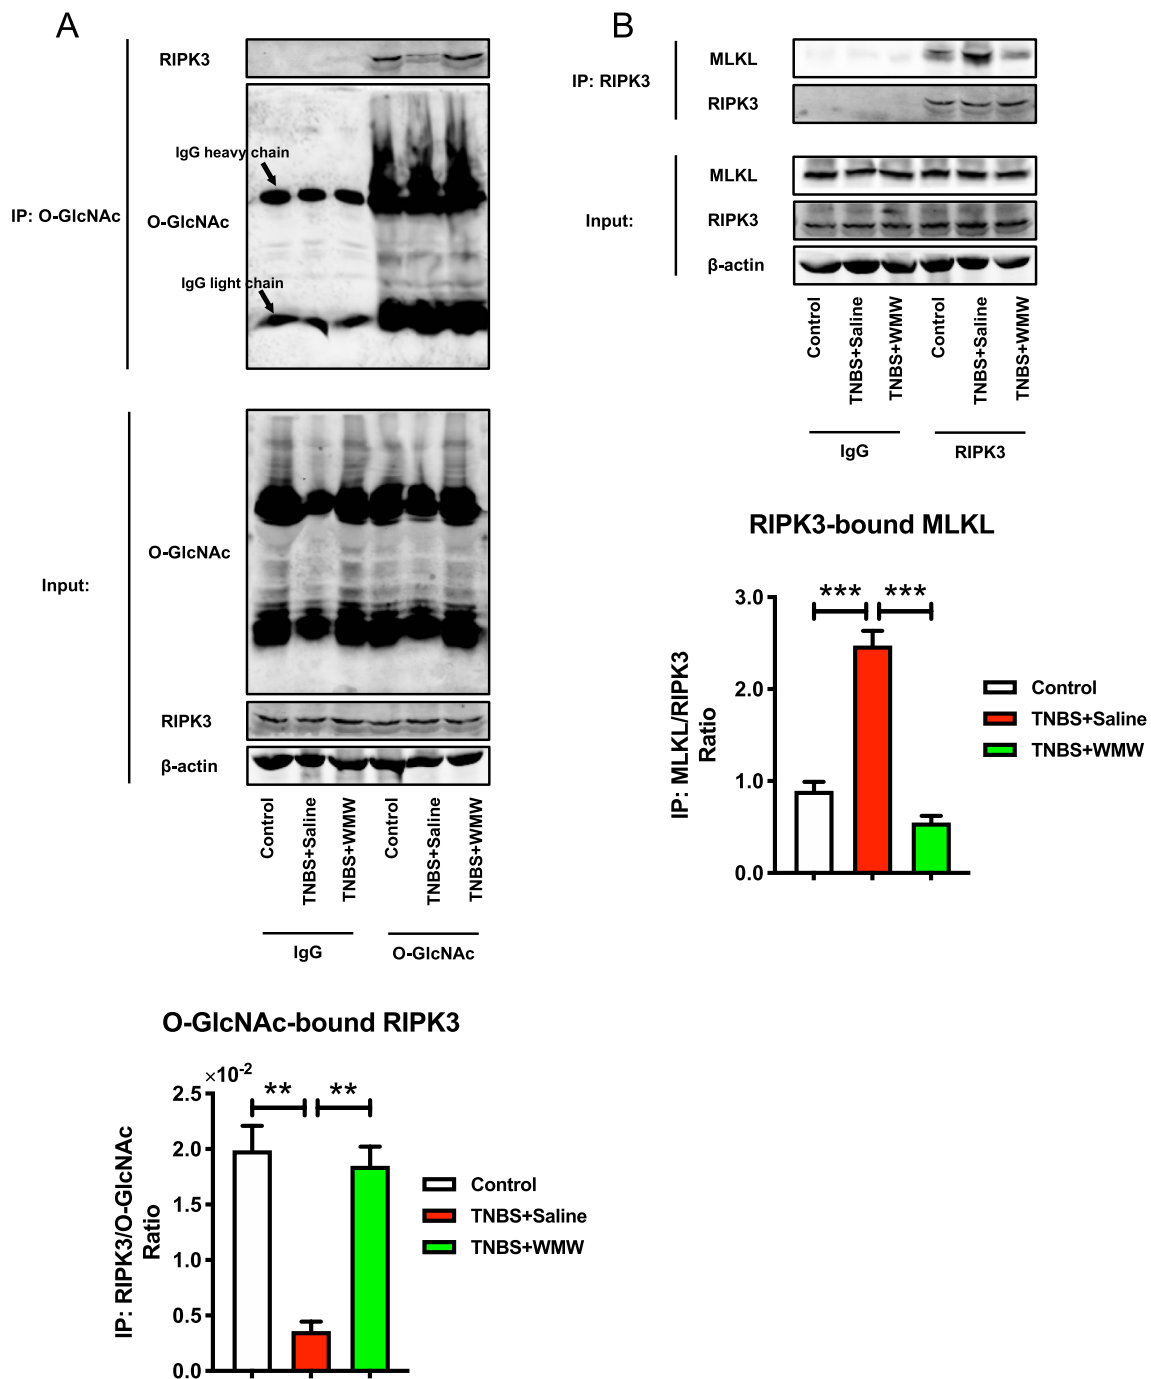 A
RIPK3
IgG heavy chain
IP: O-GlcNAc
O-GlcNAc
IgG light chain
O-GlcNAc
Input:
RIPK3
β-actin
Control
TNBS+Saline
TNBS+WMW
Control
TNBS+Saline
TNBS+WMW
IgG
O-GlcNAc
O-GlcNAc-bound RIPK3
×10-2
2.5
2.0
1.5
1.0
0.5
0.0
** **
IP: RIPK3/O-GlcNAc
Ratio
Control
TNBS+Saline
TNBS+WMW
B
MLKL
IP: RIPK3
RIPK3
MLKL
Input:
RIPK3
β-actin
Control
TNBS+Saline
TNBS+WMW
Control
TNBS+Saline
TNBS+WMW
IgG
RIPK3
RIPK3-bound MLKL
3.0
2.0
1.0
0.0
*** ***
IP: MLKL/RIPK3
Ratio
Control
TNBS+Saline
TNBS+WMW